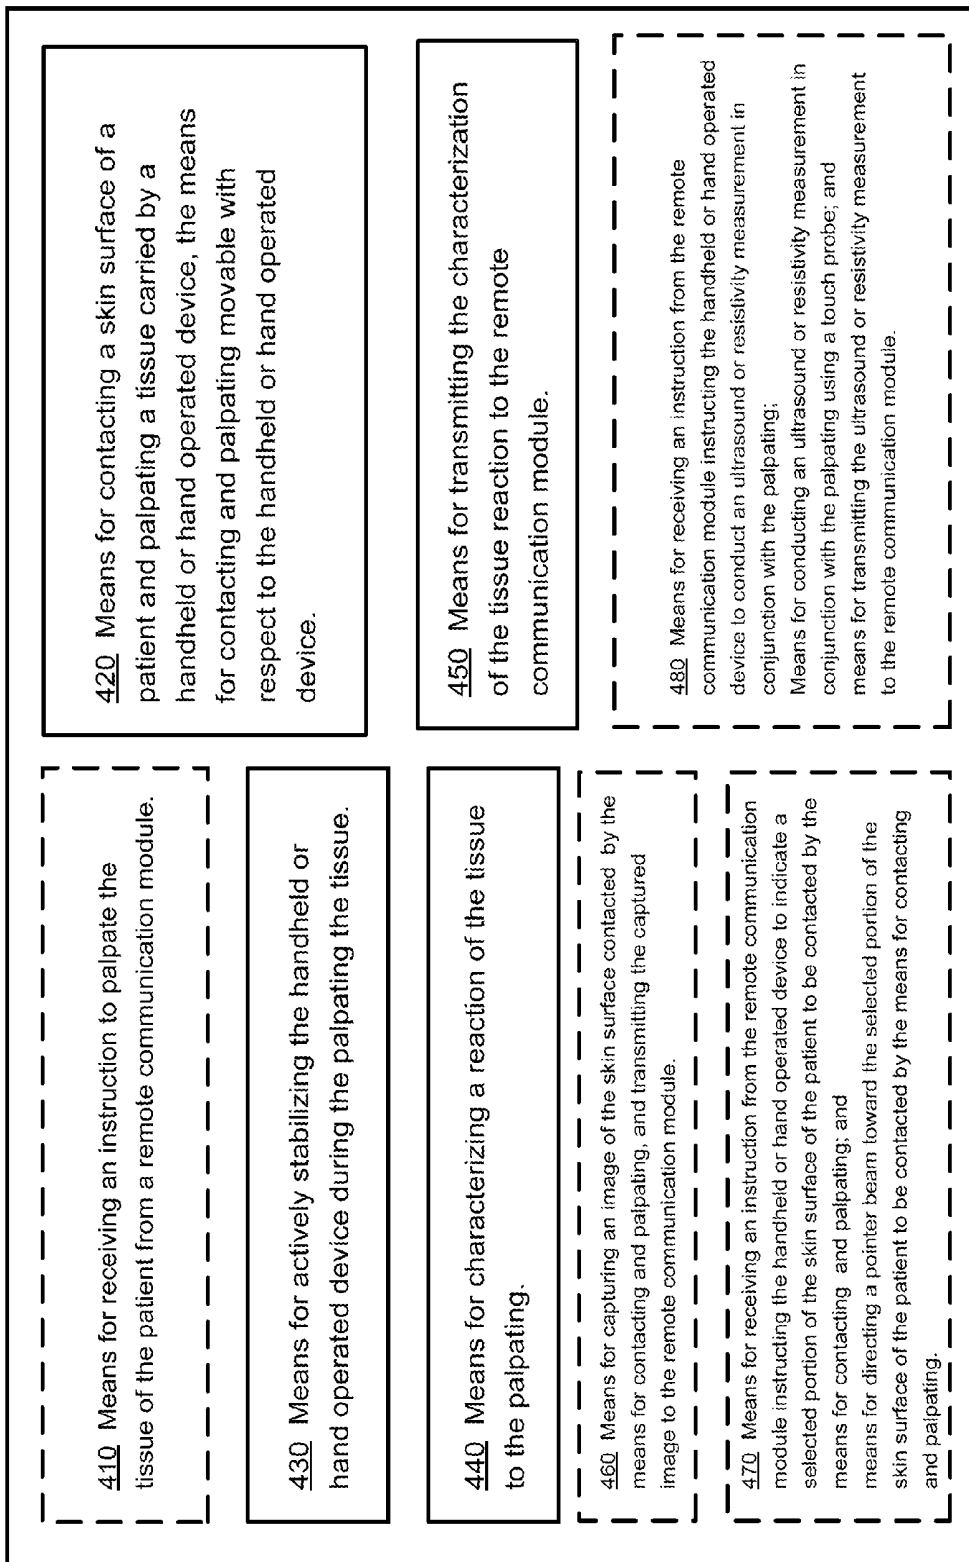 410 Means for receiving an instruction to palpate the
tissue of the patient from a remote communication module.
420 Means for contacting a skin surface of a
patient and palpating a tissue carried by a
handheld or hand operated device, the means
for contacting and palpating movable with
respect to the handheld or hand operated
device.
430 Means for actively stabilizing the handheld or
hand operated device during the palpating the tissue.
440 Means for characterizing a reaction of the tissue
to the palpating.
450 Means for transmitting the characterization
of the tissue reaction to the remote
communication module.
460 Means for capturing an image of the skin surface contacted by the
means for contacting and palpating, and transmitting the captured
image to the remote communication module.
470 Means for receiving an instruction from the remote communication
module instructing the handheld or hand operated device to indicate a
selected portion of the skin surface of the patient to be contacted by the
means for contacting and palpating; and
means for directing a pointer beam toward the selected portion of the
skin surface of the patient to be contacted by the means for contacting
and palpating.
480 Means for receiving an instruction from the remote
communication module instructing the handheld or hand operated
device to conduct an ultrasound or resistivity measurement in
conjunction with the palpating;
Means for conducting an ultrasound or resistivity measurement in
conjunction with the palpating using a touch probe; and
means for transmitting the ultrasound or resistivity measurement
to the remote communication module.